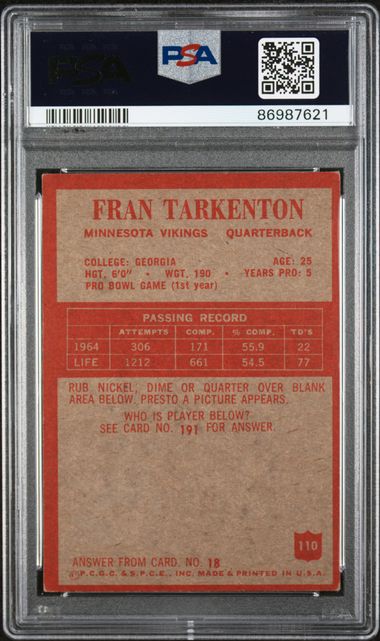 PSA
PSA
86987621
FRAN TARKENTON
MINNESOTA VIKINGS QUARTERBACK
COLLEGE: GEORGIA AGE: 25
HGT. 6'0" • WGT. 190 • YEARS PRO: 5
PRO BOWL GAME (1st year)
PASSING RECORD
ATTEMPTS COMP. % COMP. TD'S
1964 306 171 55.9 22
LIFE 1212 661 54.5 77
RUB NICKEL, DIME OR QUARTER OVER BLANK
AREA BELOW. PRESTO A PICTURE APPEARS.
WHO IS PLAYER BELOW?
SEE CARD NO. 191 FOR ANSWER.
110
ANSWER FROM CARD. NO. 18
P.C.G.C. & S.P.C.E., INC. MADE & PRINTED IN U.S.A.